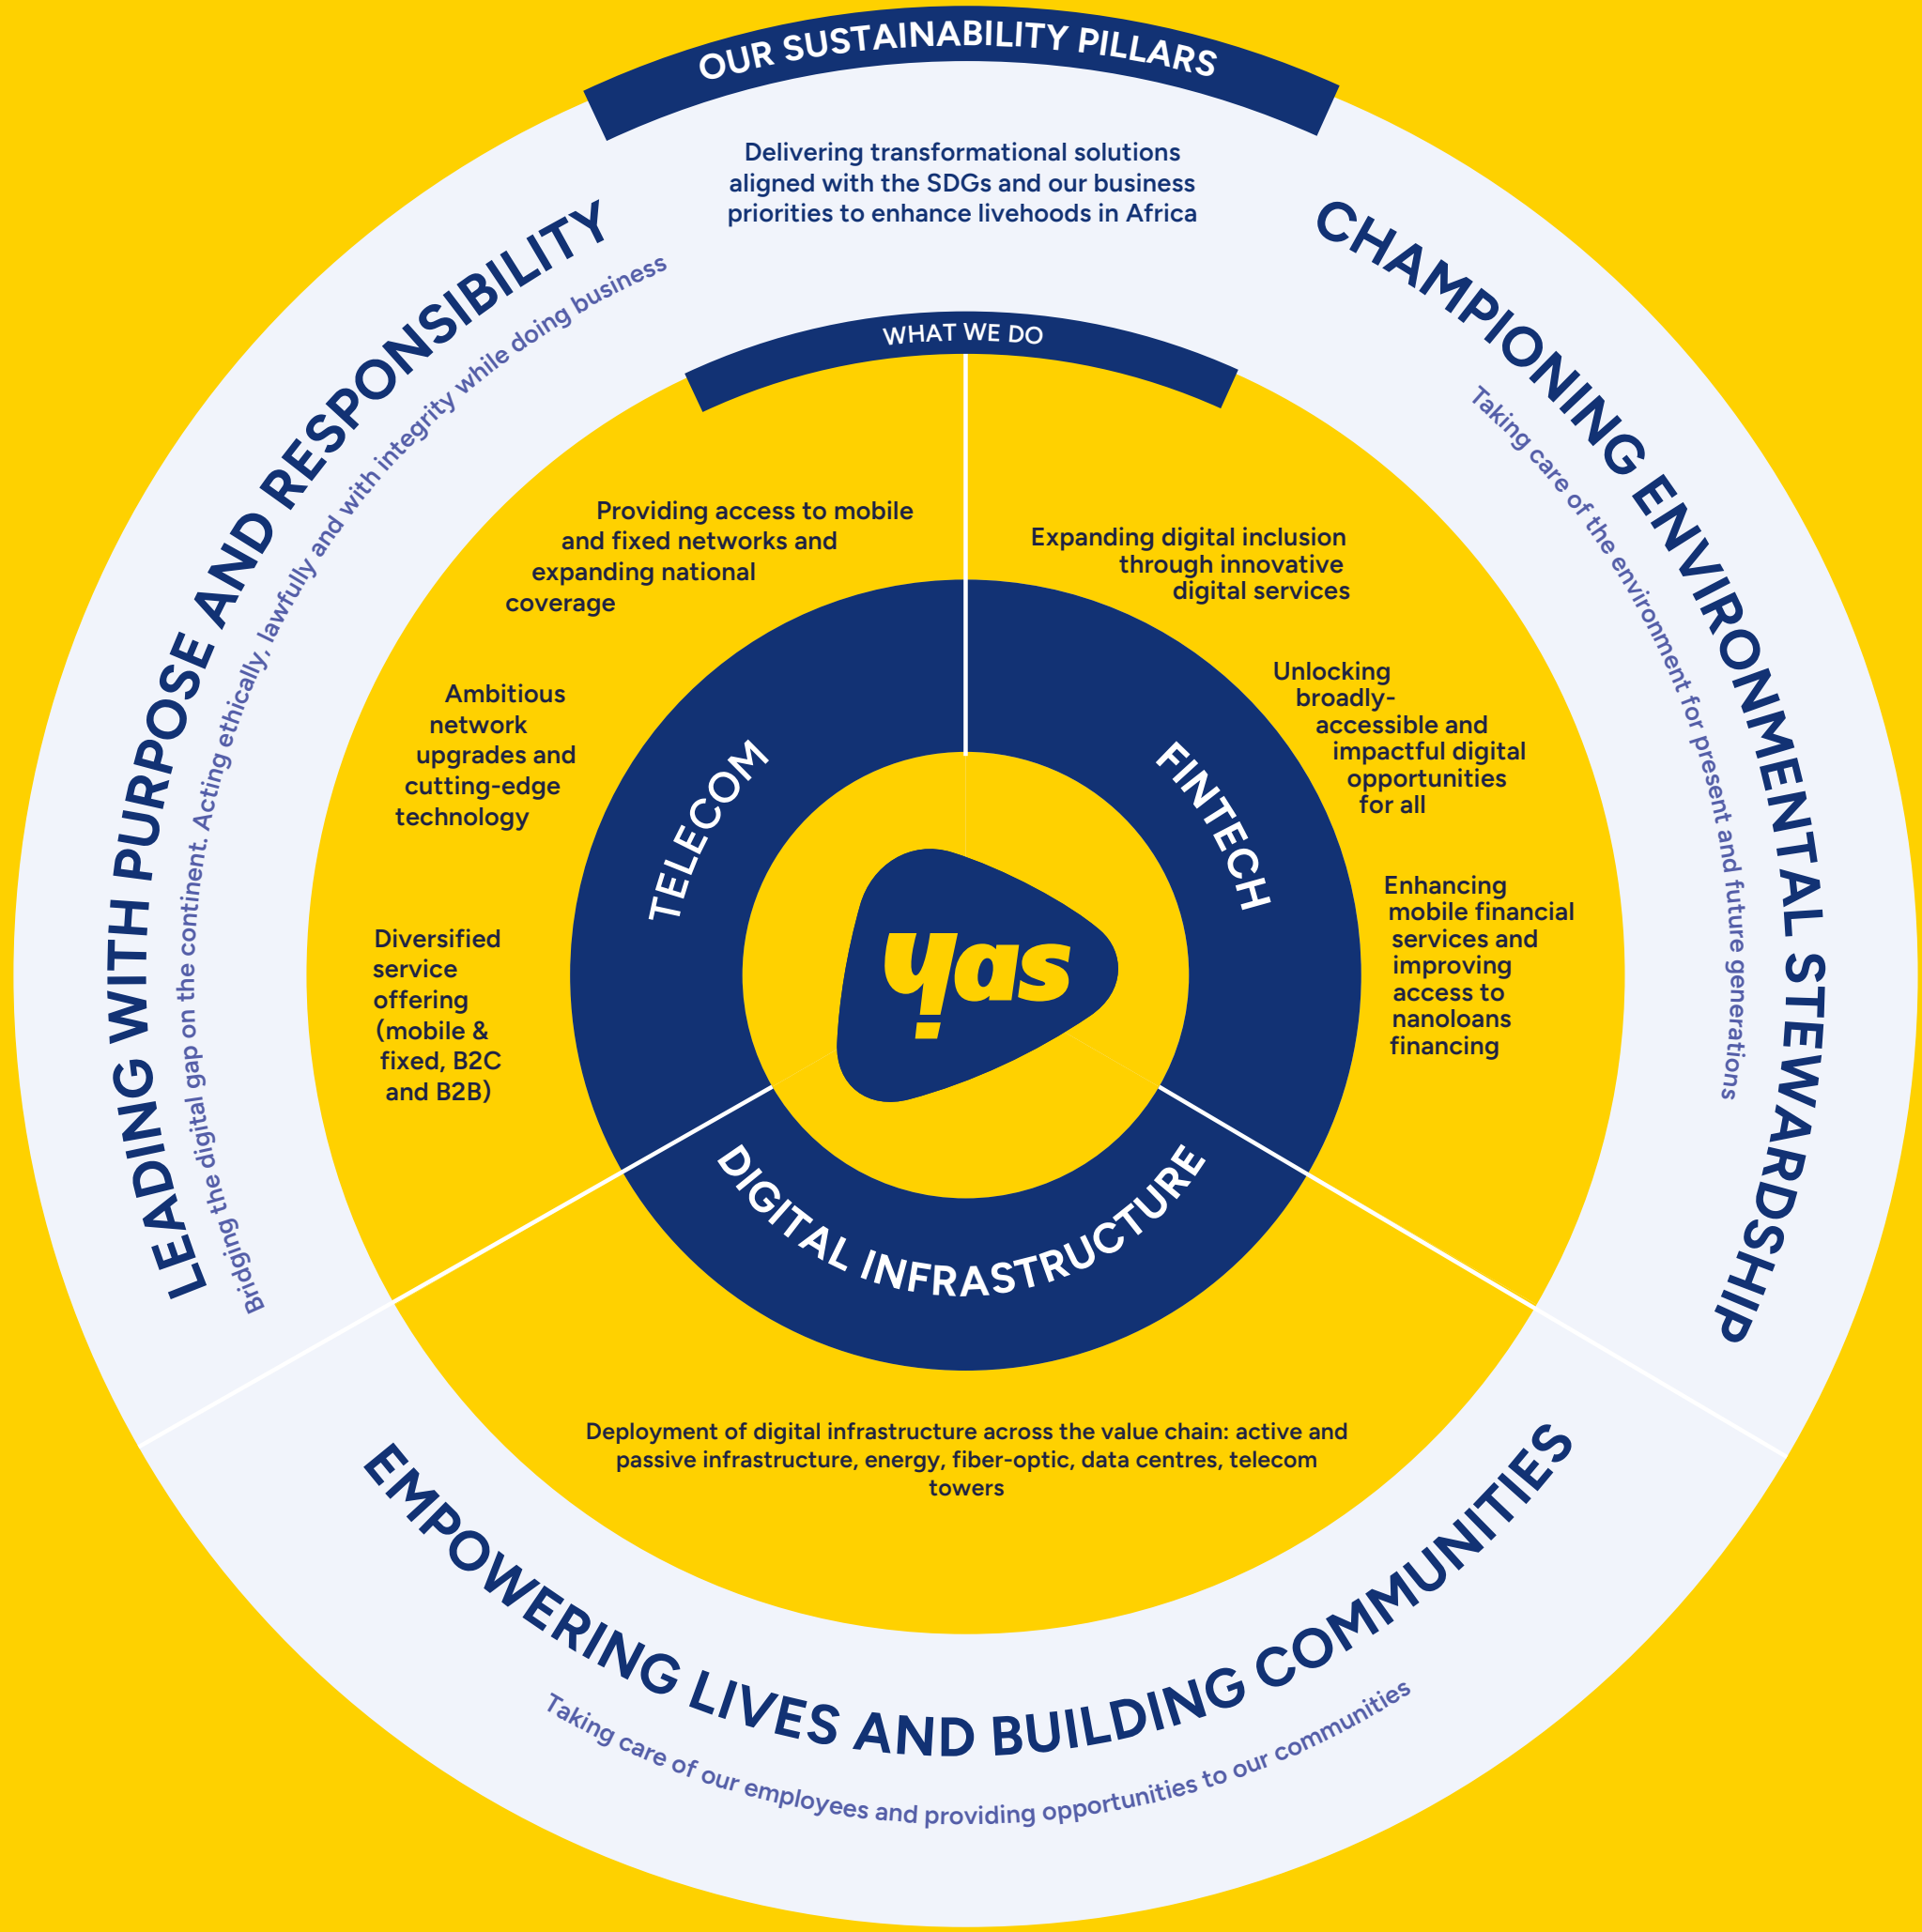 OUR SUSTAINABILITY PILLARS
Delivering transformational solutions
aligned with the SDGs and our business
priorities to enhance livehoods in Africa
LEADING WITH PURPOSE AND RESPONSIBILITY
Bridging the digital gap on the continent. Acting ethically, lawfully and with integrity while doing business
CHAMPIONING ENVIRONMENTAL STEWARDSHIP
Taking care of the environment for present and future generations
WHAT WE DO
Providing access to mobile
and fixed networks and
expanding national
coverage
Ambitious
network
upgrades and
cutting-edge
technology
Diversified
service
offering
(mobile &
fixed, B2C
and B2B)
Expanding digital inclusion
through innovative
digital services
Unlocking
broadly-
accessible and
impactful digital
opportunities
for all
Enhancing
mobile financial
services and
improving
access to
nanoloans
financing
TELECOM
FINTECH
yas
DIGITAL INFRASTRUCTURE
Deployment of digital infrastructure across the value chain: active and
passive infrastructure, energy, fiber-optic, data centres, telecom
towers
EMPOWERING LIVES AND BUILDING COMMUNITIES
Taking care of our employees and providing opportunities to our communities